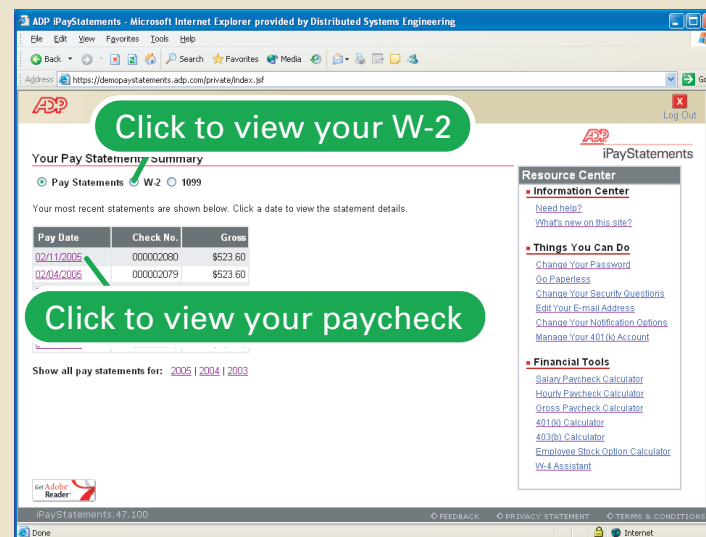 ADP iPayStatements - Microsoft Internet Explorer provided by Distributed Systems Engineering
File Edit View Favorites Tools Help
Back Search Favorites Media
Address https://demopaystatements.adp.com/private/index.jsf Go
ADP
X
Log Out
Click to view your W-2
ADP
iPayStatements
Your Pay Statements Summary
Pay Statements W-2 1099
Your most recent statements are shown below. Click a date to view the statement details.
Pay Date Check No. Gross
02/11/2005 000002080 $523.60
02/04/2005 000002079 $523.60
Click to view your paycheck
Show all pay statements for: 2005 | 2004 | 2003
Resource Center
Information Center
Need help?
What's new on this site?
Things You Can Do
Change Your Password
Go Paperless
Change Your Security Questions
Edit Your E-mail Address
Change Your Notification Options
Manage Your 401(k) Account
Financial Tools
Salary Paycheck Calculator
Hourly Paycheck Calculator
Gross Paycheck Calculator
401(k) Calculator
403(b) Calculator
Employee Stock Option Calculator
W-4 Assistant
Get Adobe
Reader
iPayStatements.47.100
FEEDBACK PRIVACY STATEMENT TERMS & CONDITIONS
Done Internet